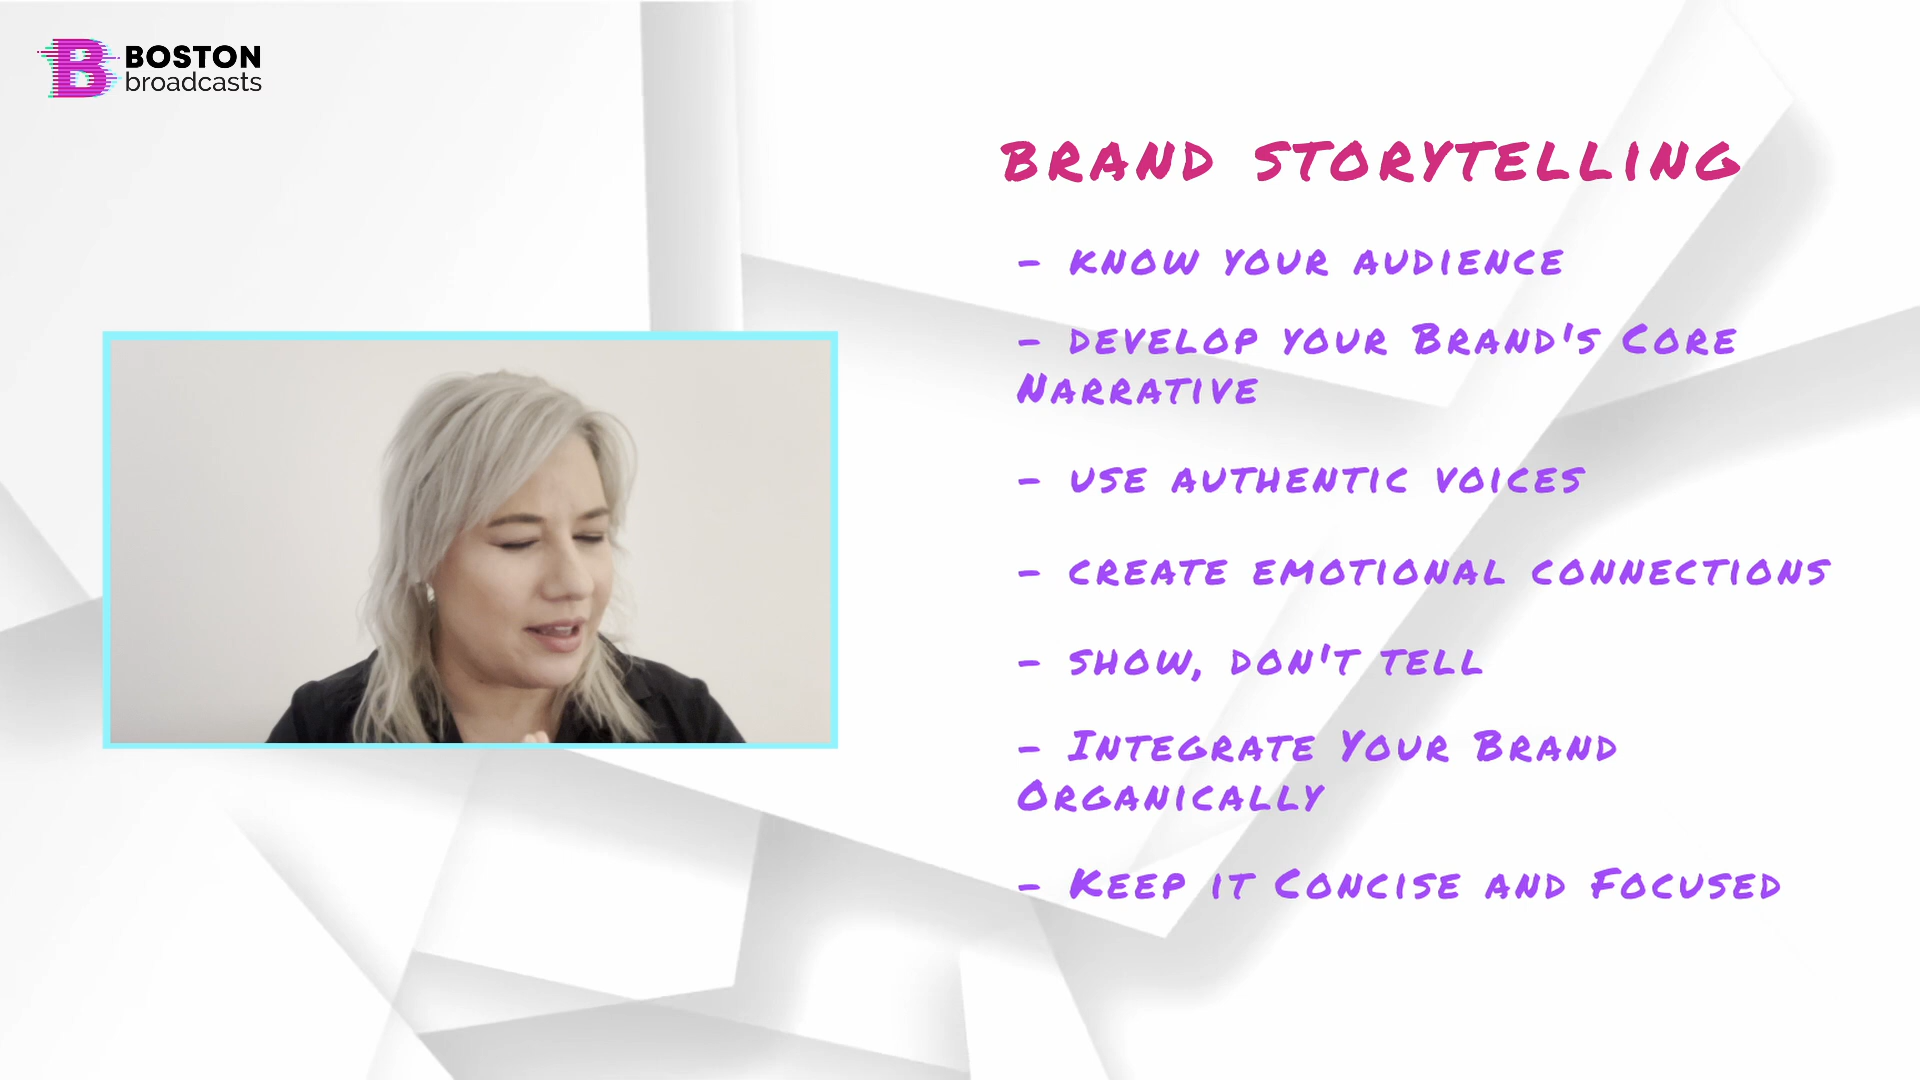 BOSTON
broadcasts
BRAND STORYTELLING
- KNOW YOUR AUDIENCE
- DEVELOP YOUR BRAND'S CORE
NARRATIVE
- USE AUTHENTIC VOICES
- CREATE EMOTIONAL CONNECTIONS
- SHOW, DON'T TELL
- INTEGRATE YOUR BRAND
ORGANICALLY
- KEEP IT CONCISE AND FOCUSED